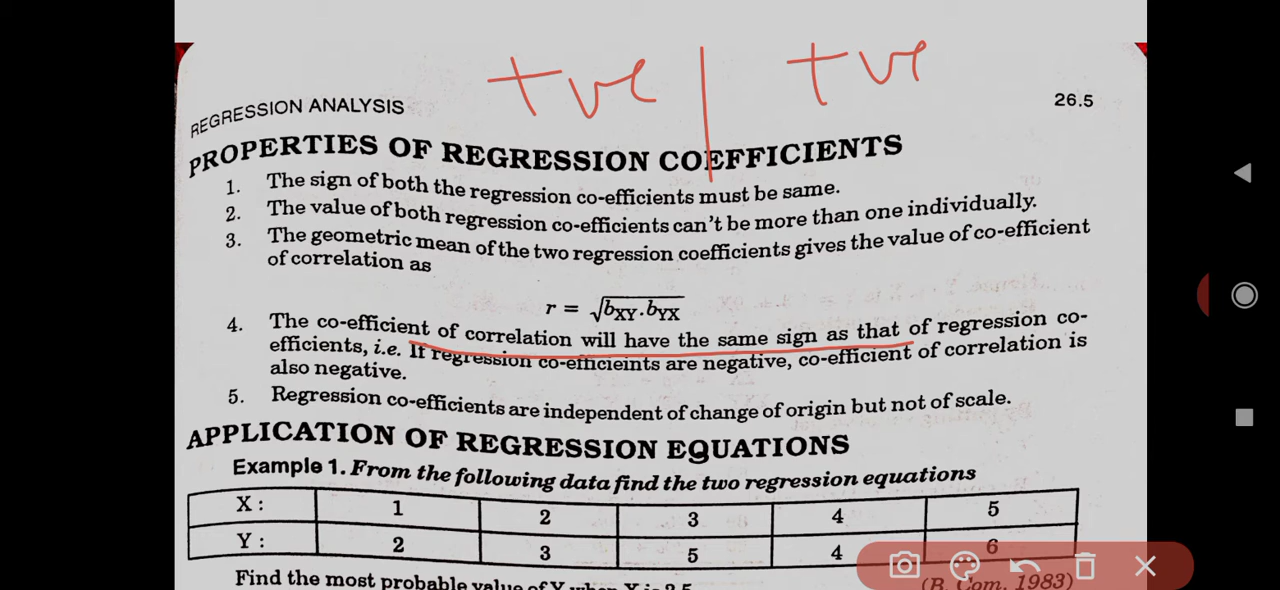 +ve | +ve
REGRESSION ANALYSIS
26.5
PROPERTIES OF REGRESSION COEFFICIENTS
1. The sign of both the regression co-efficients must be same.
2. The value of both regression co-efficients can't be more than one individually.
3. The geometric mean of the two regression coefficients gives the value of co-efficient
of correlation as
r = √bXY.bYX
4. The co-efficient of correlation will have the same sign as that of regression co-
efficients, i.e. If regression co-efficieints are negative, co-efficient of correlation is
also negative.
5. Regression co-efficients are independent of change of origin but not of scale.
APPLICATION OF REGRESSION EQUATIONS
Example 1. From the following data find the two regression equations
X : 1 2 3 4 5
Y : 2 3 5 4 6
Find the most probable value of Y when X is 2.5
(B. Com. 1983)